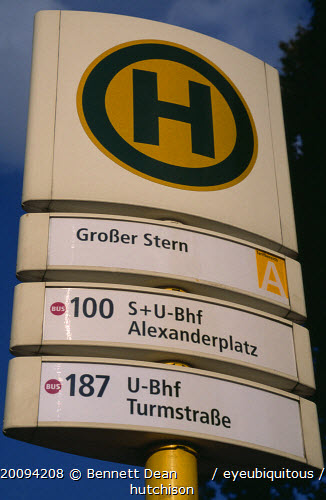 H
Großer Stern
A
BUS 100 S+U-Bhf
Alexanderplatz
BUS 187 U-Bhf
Turmstraße
20094208 © Bennett Dean / eyeubiquitous /
hutchison